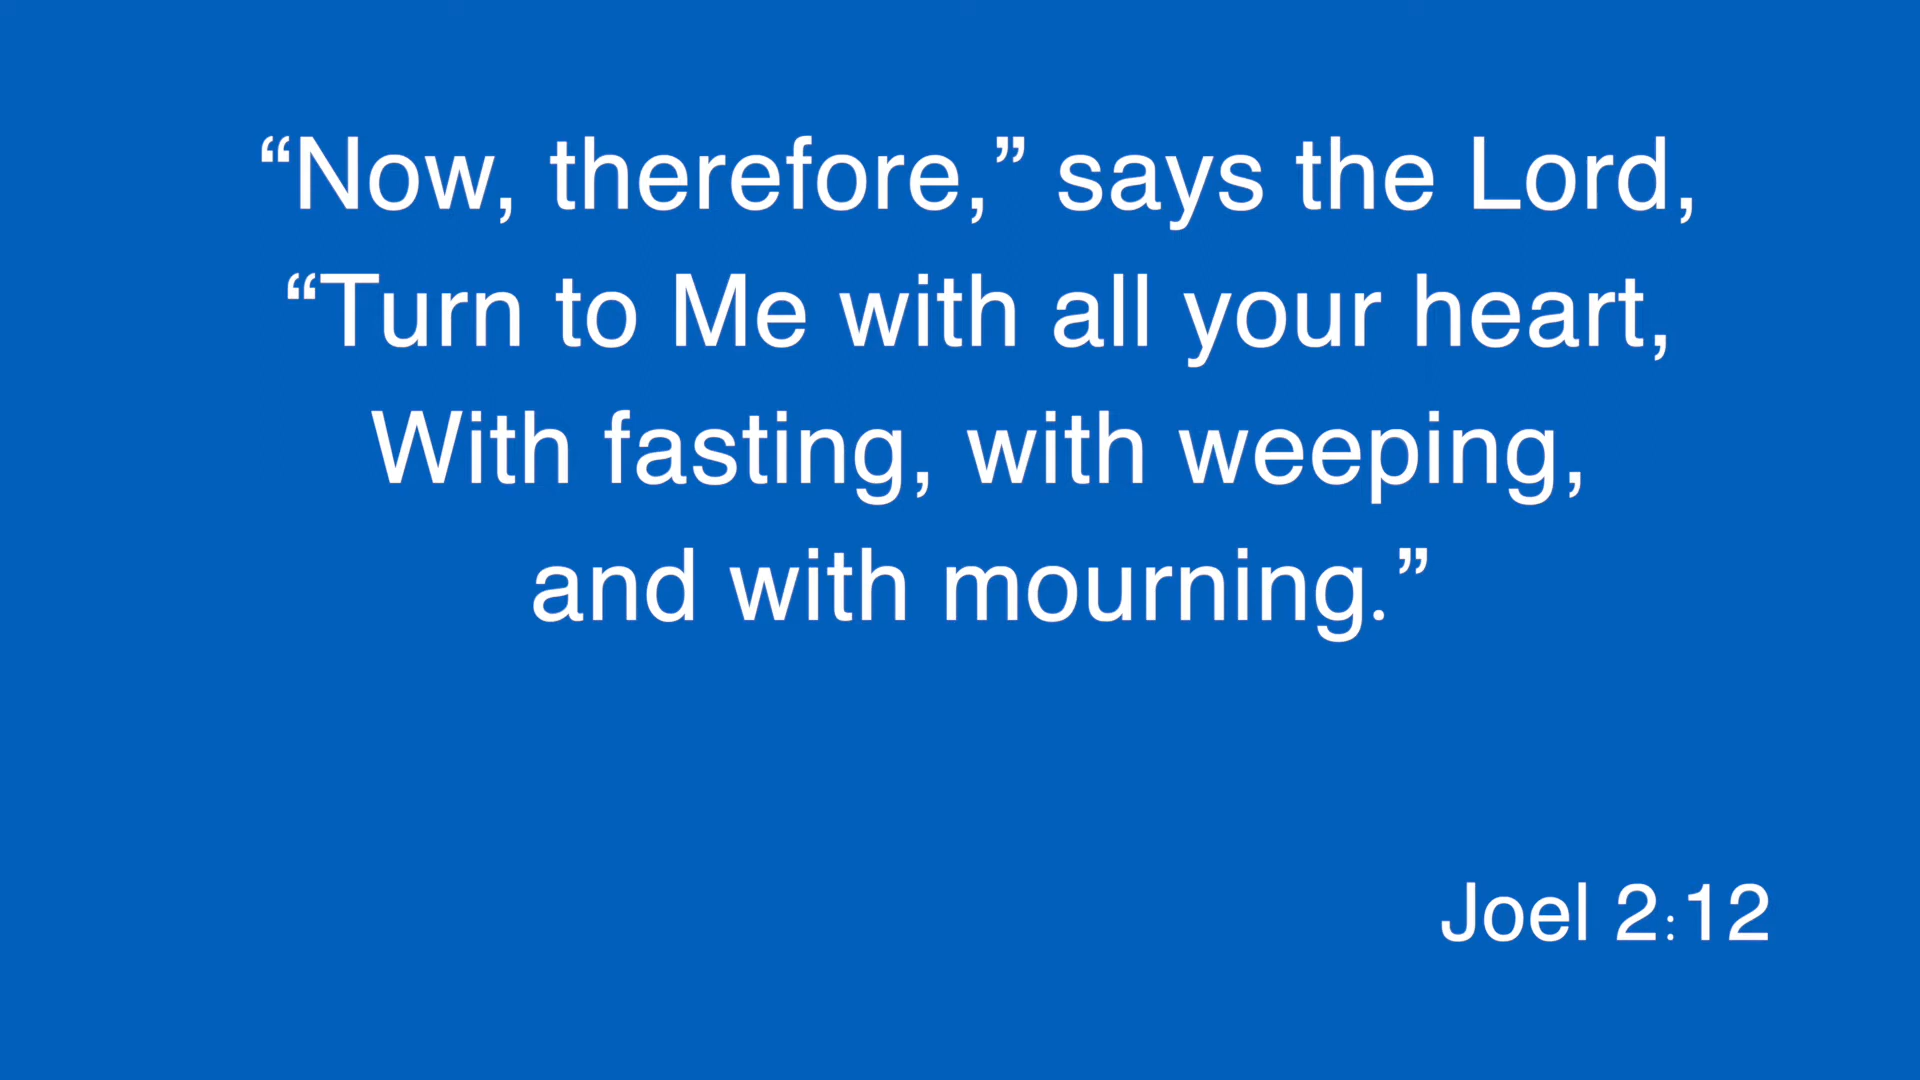 “Now, therefore,” says the Lord,
“Turn to Me with all your heart,
With fasting, with weeping,
and with mourning.”
Joel 2:12